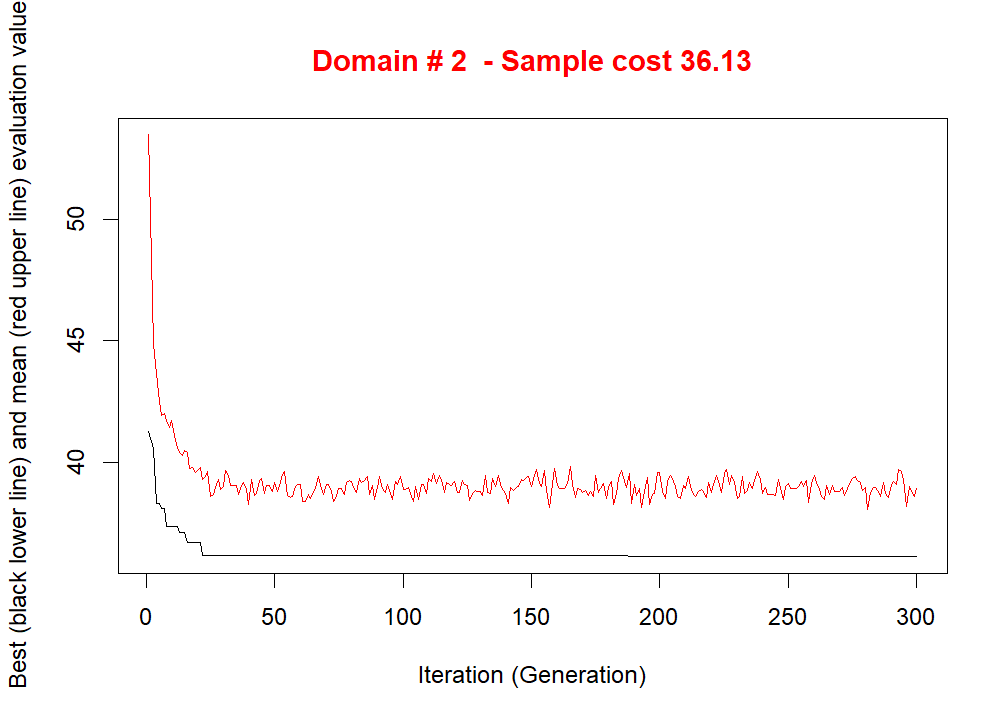 Domain # 2  - Sample cost 36.13
Best (black lower line) and mean (red upper line) evaluation value
50
45
40
0 50 100 150 200 250 300
Iteration (Generation)